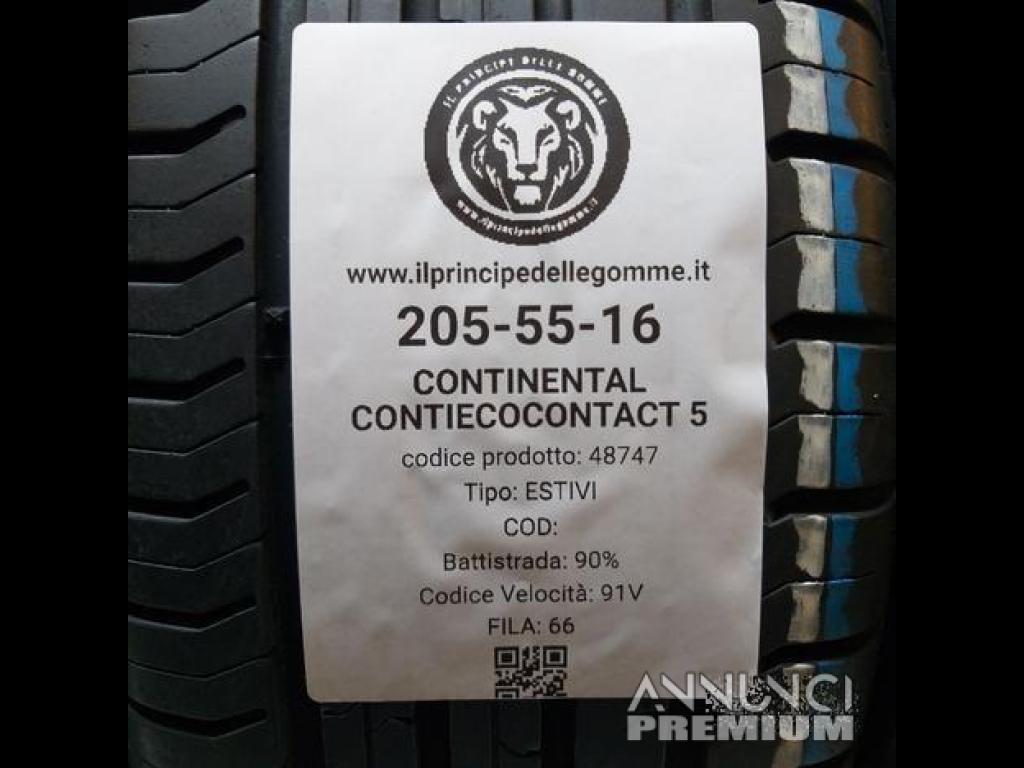 IL PRINCIPE DELLE GOMME
www.ilprincipedellegomme.it
www.ilprincipedellegomme.it
205-55-16
CONTINENTAL
CONTIECOCONTACT 5
codice prodotto: 48747
Tipo: ESTIVI
COD:
Battistrada: 90%
Codice Velocità: 91V
FILA: 66
ANNUNCI
PREMIUM